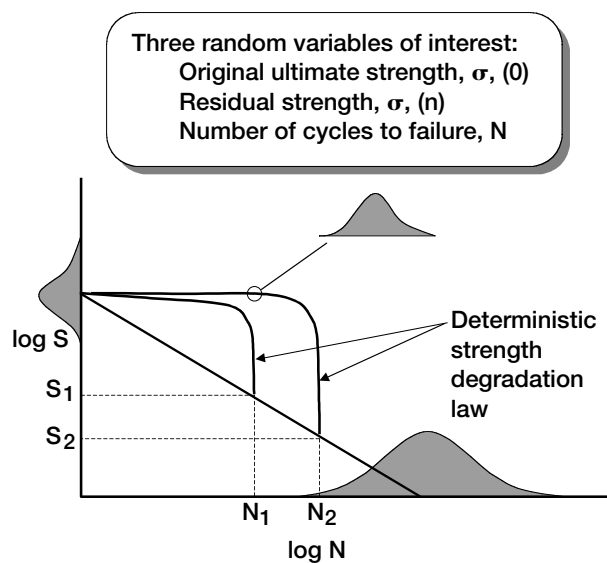 Three random variables of interest:
Original ultimate strength, σ, (0)
Residual strength, σ, (n)
Number of cycles to failure, N
log S
Deterministic
strength
degradation
law
S₁
S₂
N₁ N₂
log N